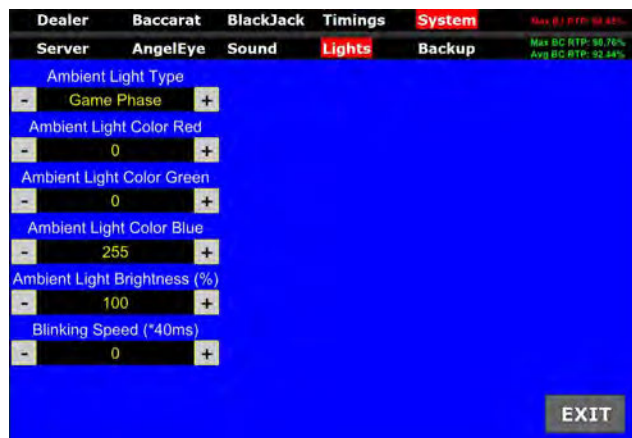 Dealer Baccarat BlackJack Timings System
Server AngelEye Sound Lights Backup
Max BC RTP: 98.76%
Avg BC RTP: 92.44%
Ambient Light Type
- Game Phase +
Ambient Light Color Red
- 0 +
Ambient Light Color Green
- 0 +
Ambient Light Color Blue
- 255 +
Ambient Light Brightness (%)
- 100 +
Blinking Speed (*40ms)
- 0 +
EXIT